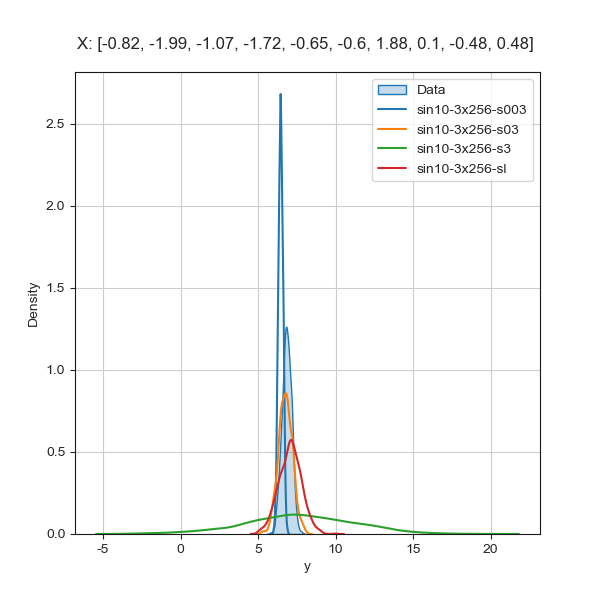 X: [-0.82, -1.99, -1.07, -1.72, -0.65, -0.6, 1.88, 0.1, -0.48, 0.48]
Data
sin10-3x256-s003
sin10-3x256-s03
sin10-3x256-s3
sin10-3x256-sl
Density
2.5
2.0
1.5
1.0
0.5
0.0
-5
0
5
10
15
20
y